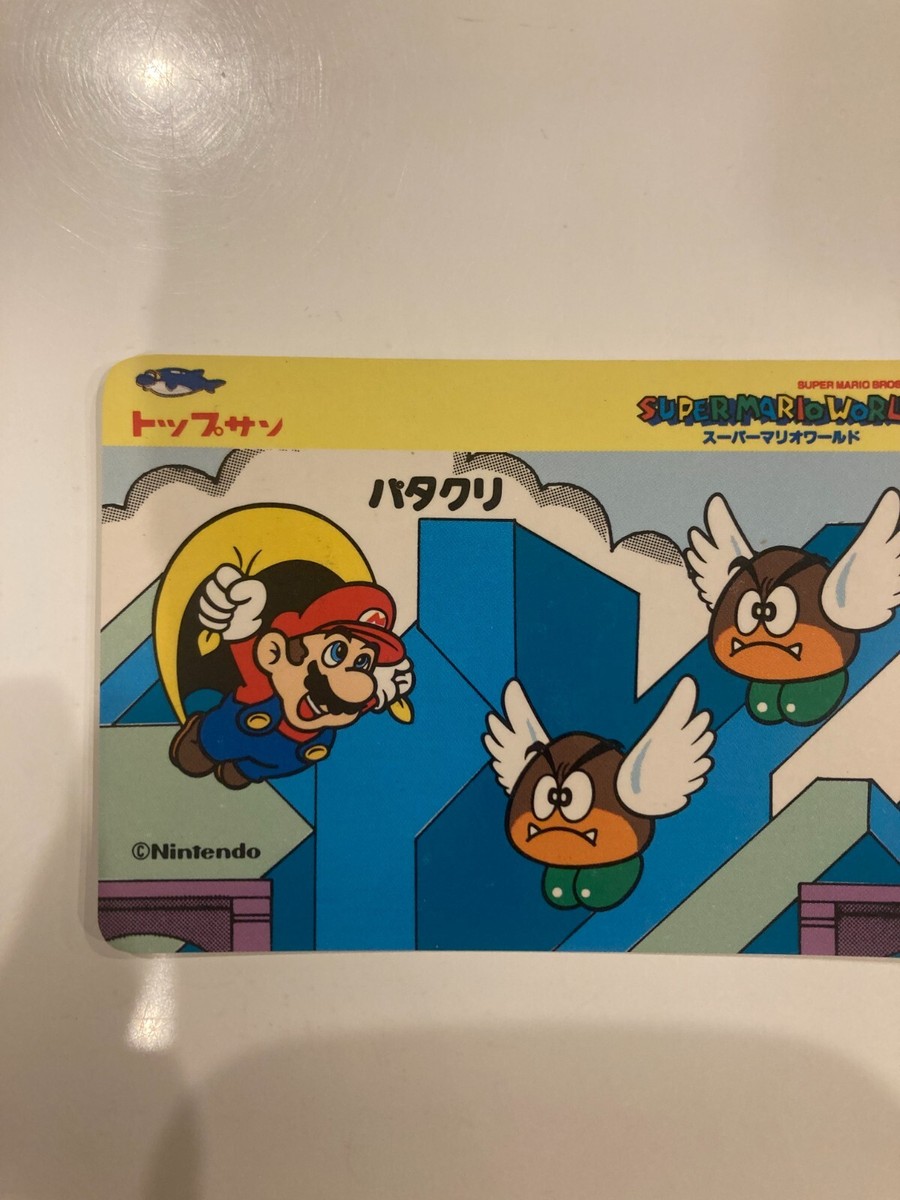 トップサン
SUPER MARIO BROS
SUPER MARIO WORL
スーパーマリオワールド
パタクリ
M
©Nintendo